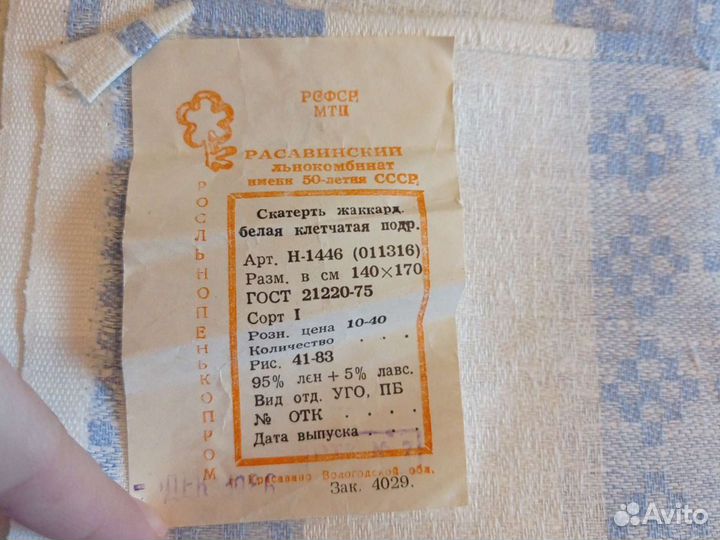 РСФСР
МТП
РАСАВИНСКИЙ
льнокомбинат
имени 50-летия СССР
РОСЛЬНОПЕНЬКОПРОМ
Скатерть жаккард.
белая клетчатая подр.
Арт. Н-1446 (011316)
Разм. в см 140×170
ГОСТ 21220-75
Сорт I
Розн. цена 10-40
Количество . . .
Рис. 41-83
95% лен + 5% лавс.
Вид отд. УГО, ПБ
№ ОТК . . . .
Дата выпуска . . .
Красавино Вологодской обл.
Зак. 4029.
Avito